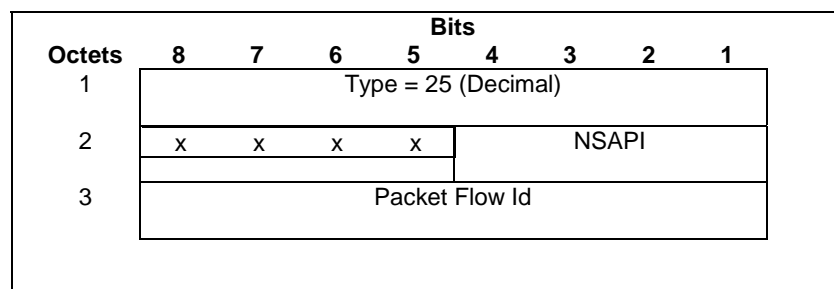 Bits
Octets 8 7 6 5 4 3 2 1
1 Type = 25 (Decimal)
2 x x x x NSAPI
3 Packet Flow Id